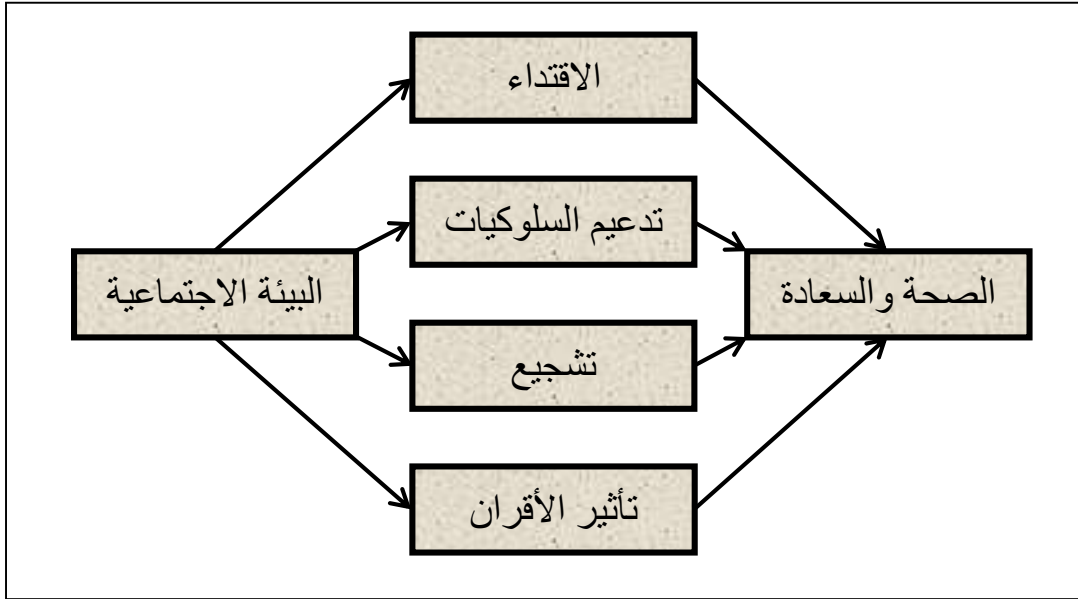 الاقتداء
تدعيم السلوكيات
البيئة الاجتماعية
الصحة والسعادة
تشجيع
تأثير الأقران